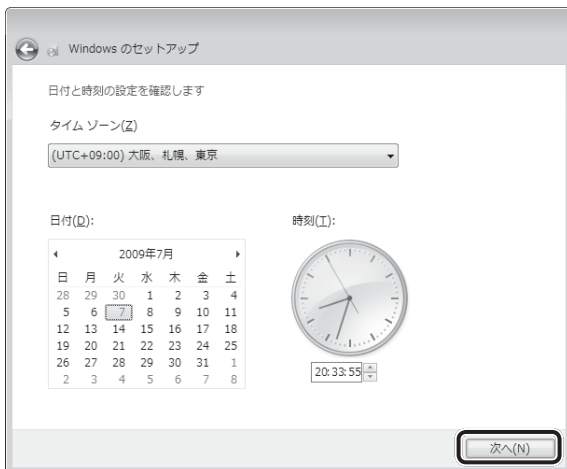 Windows のセットアップ
日付と時刻の設定を確認します
タイム ゾーン(Z)
(UTC+09:00) 大阪、札幌、東京
日付(D):
時刻(T):
2009年7月
日 月 火 水 木 金 土
28 29 30 1 2 3 4
5 6 7 8 9 10 11
12 13 14 15 16 17 18
19 20 21 22 23 24 25
26 27 28 29 30 31 1
2 3 4 5 6 7 8
20:33:55
次へ(N)